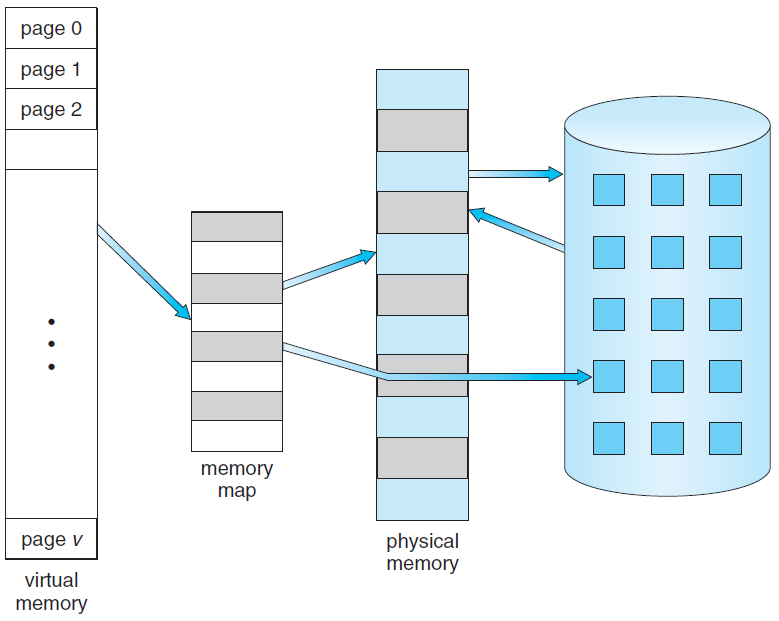 page 0
page 1
page 2
page v
virtual
memory
memory
map
physical
memory